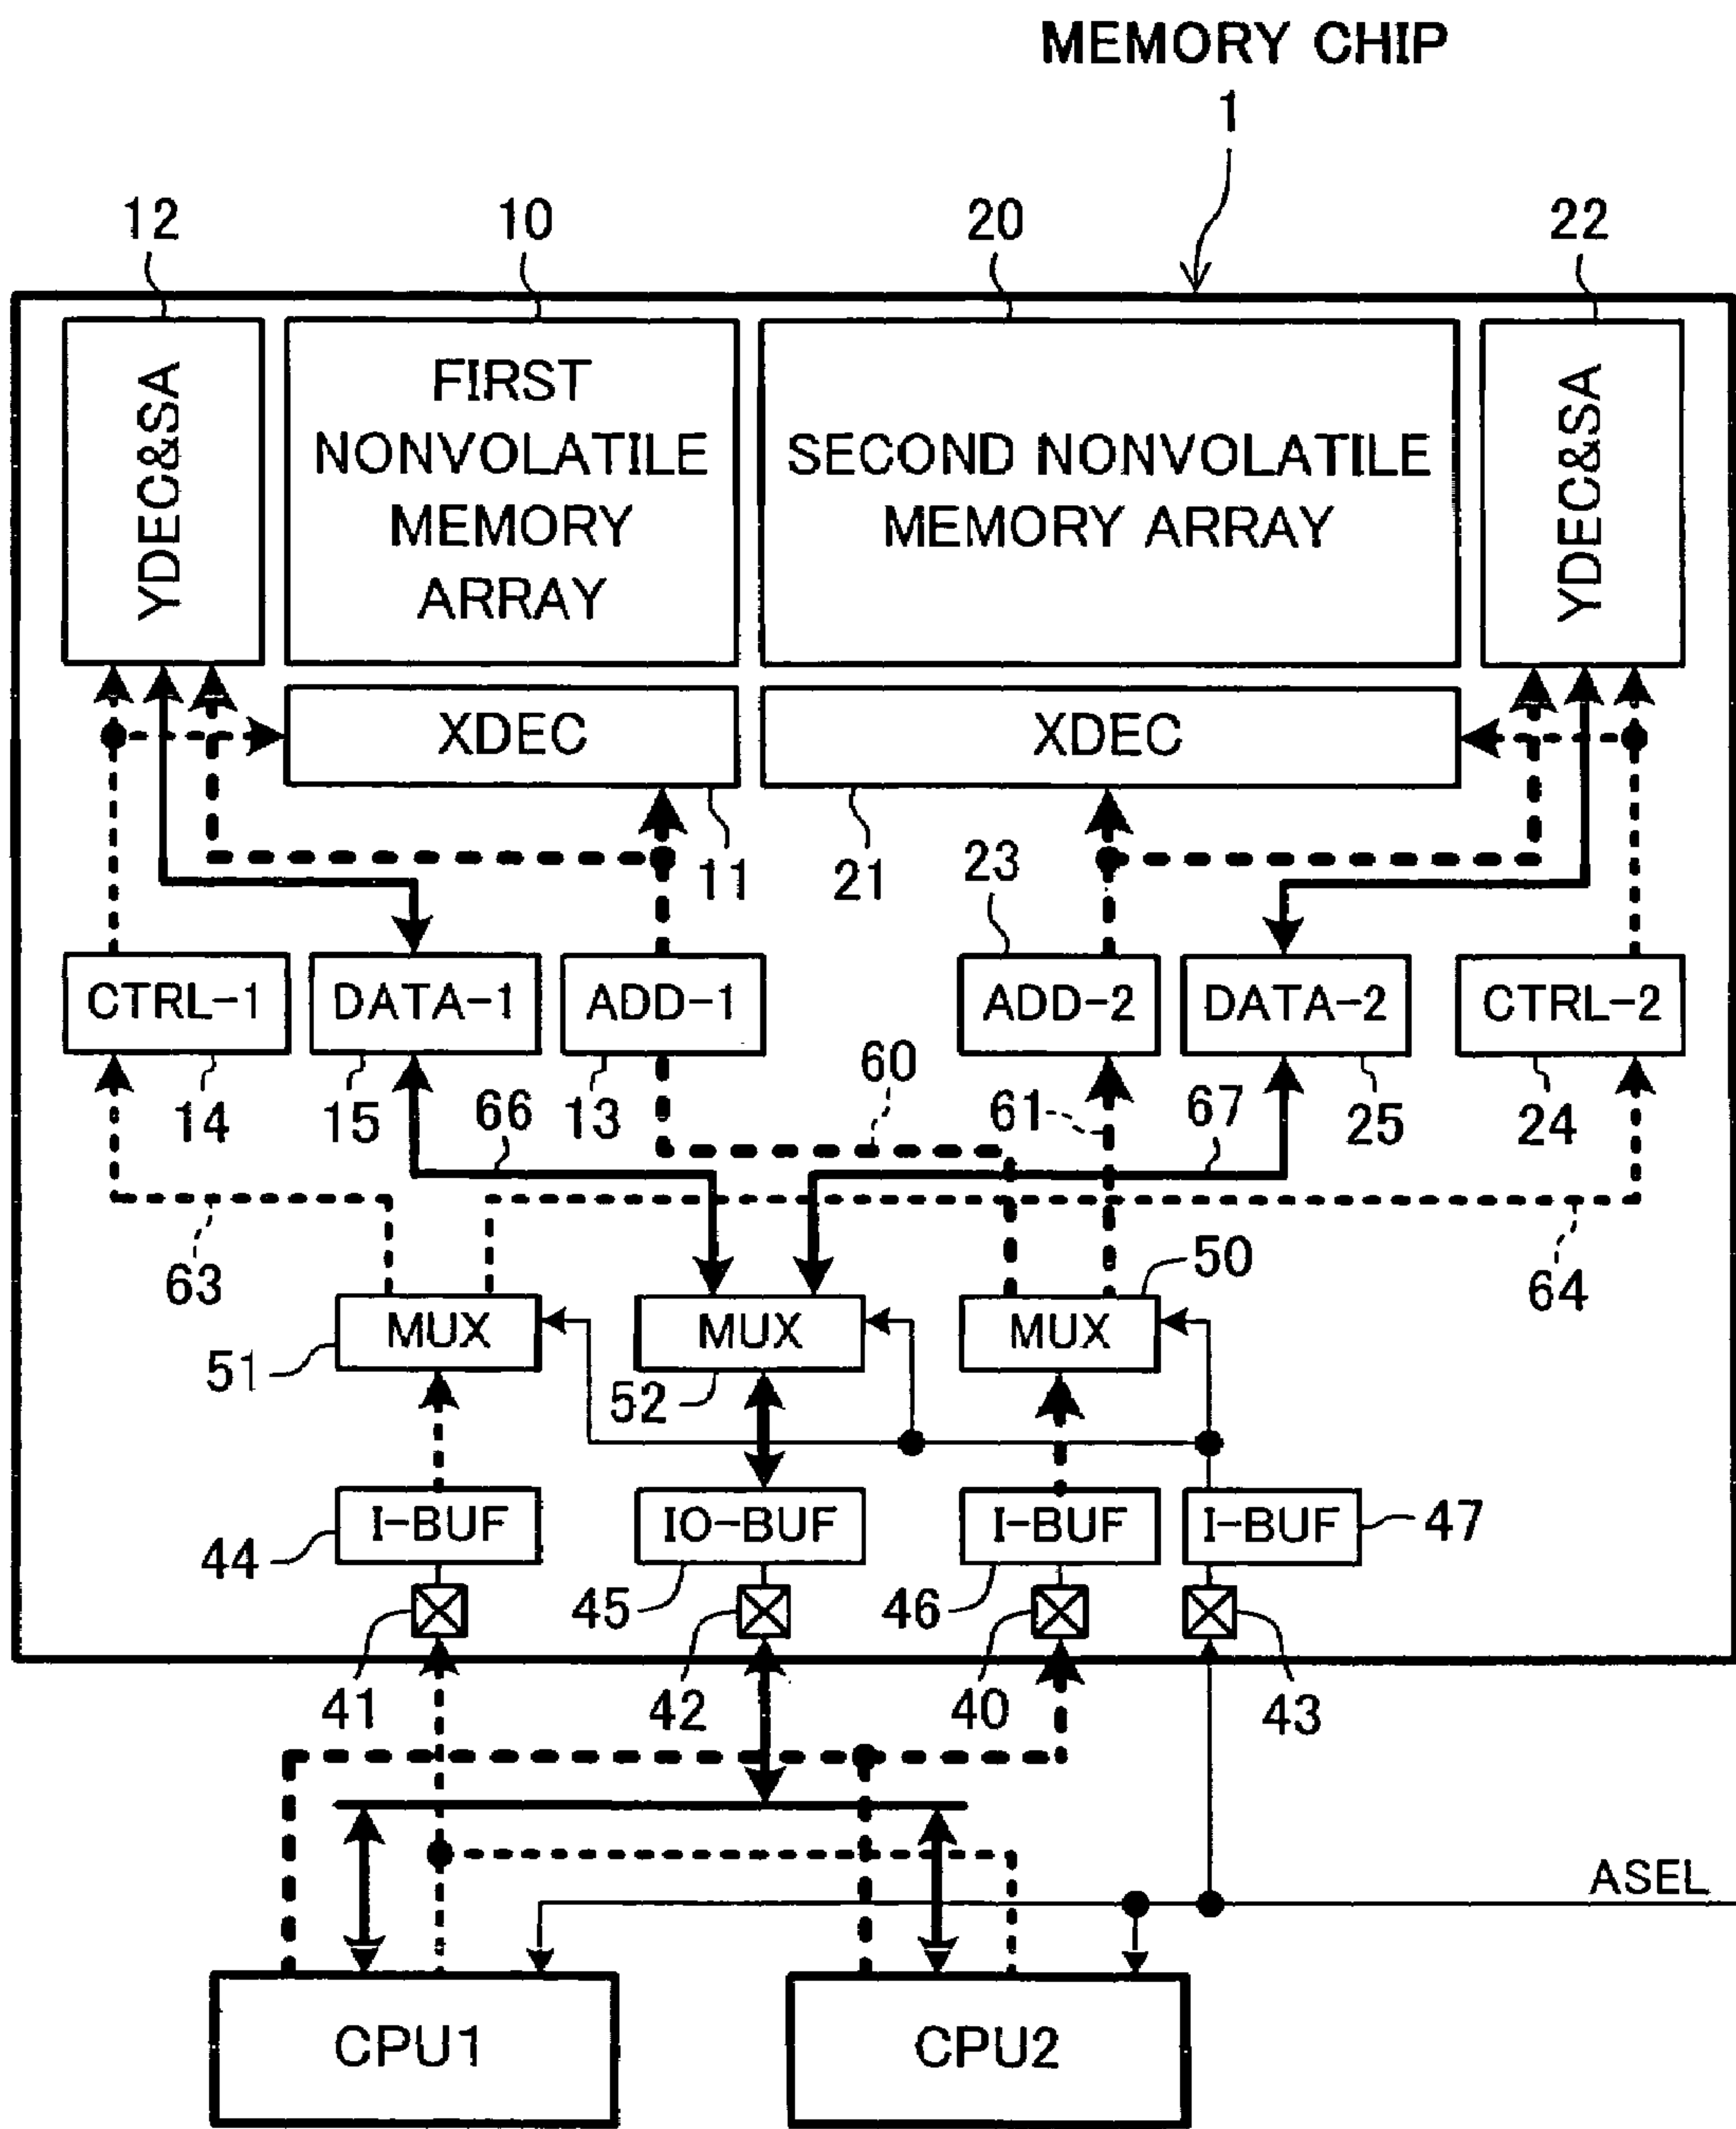 MEMORY CHIP
1
12
10
20
22
YDEC&SA
FIRST
NONVOLATILE
MEMORY
ARRAY
SECOND NONVOLATILE
MEMORY ARRAY
YDEC&SA
XDEC
XDEC
11
21
23
CTRL-1
DATA-1
ADD-1
ADD-2
DATA-2
CTRL-2
14
15
66
13
60
61
67
25
24
63
50
64
MUX
MUX
MUX
51
52
I-BUF
IO-BUF
I-BUF
I-BUF
47
44
45
46
41
42
40
43
ASEL
CPU1
CPU2